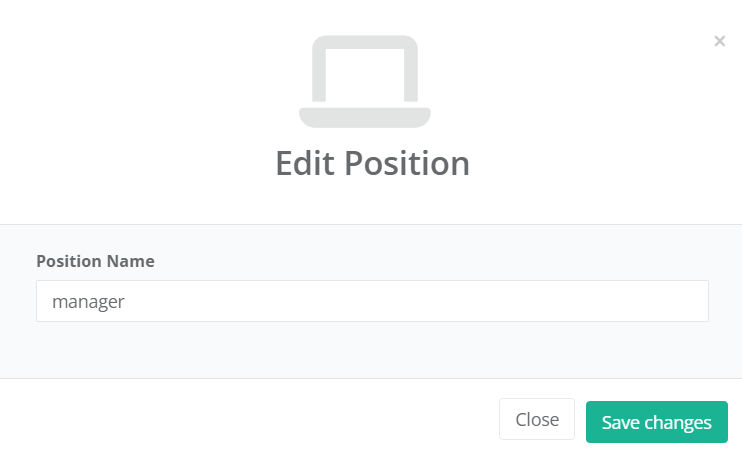 ×
Edit Position
Position Name
manager
Close
Save changes